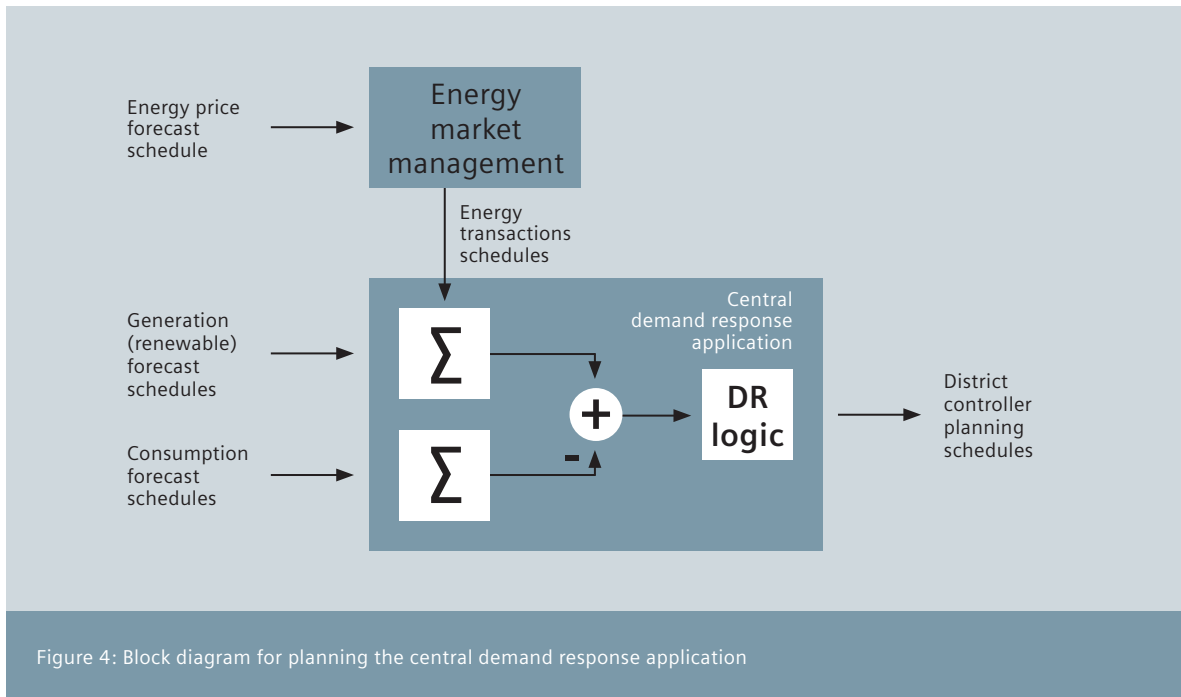 Energy
market
management
Energy price
forecast
schedule
Energy
transactions
schedules
Generation
(renewable)
forecast
schedules
Consumption
forecast
schedules
Σ
Σ
+
-
Central
demand response
application
DR
logic
District
controller
planning
schedules
Figure 4: Block diagram for planning the central demand response application